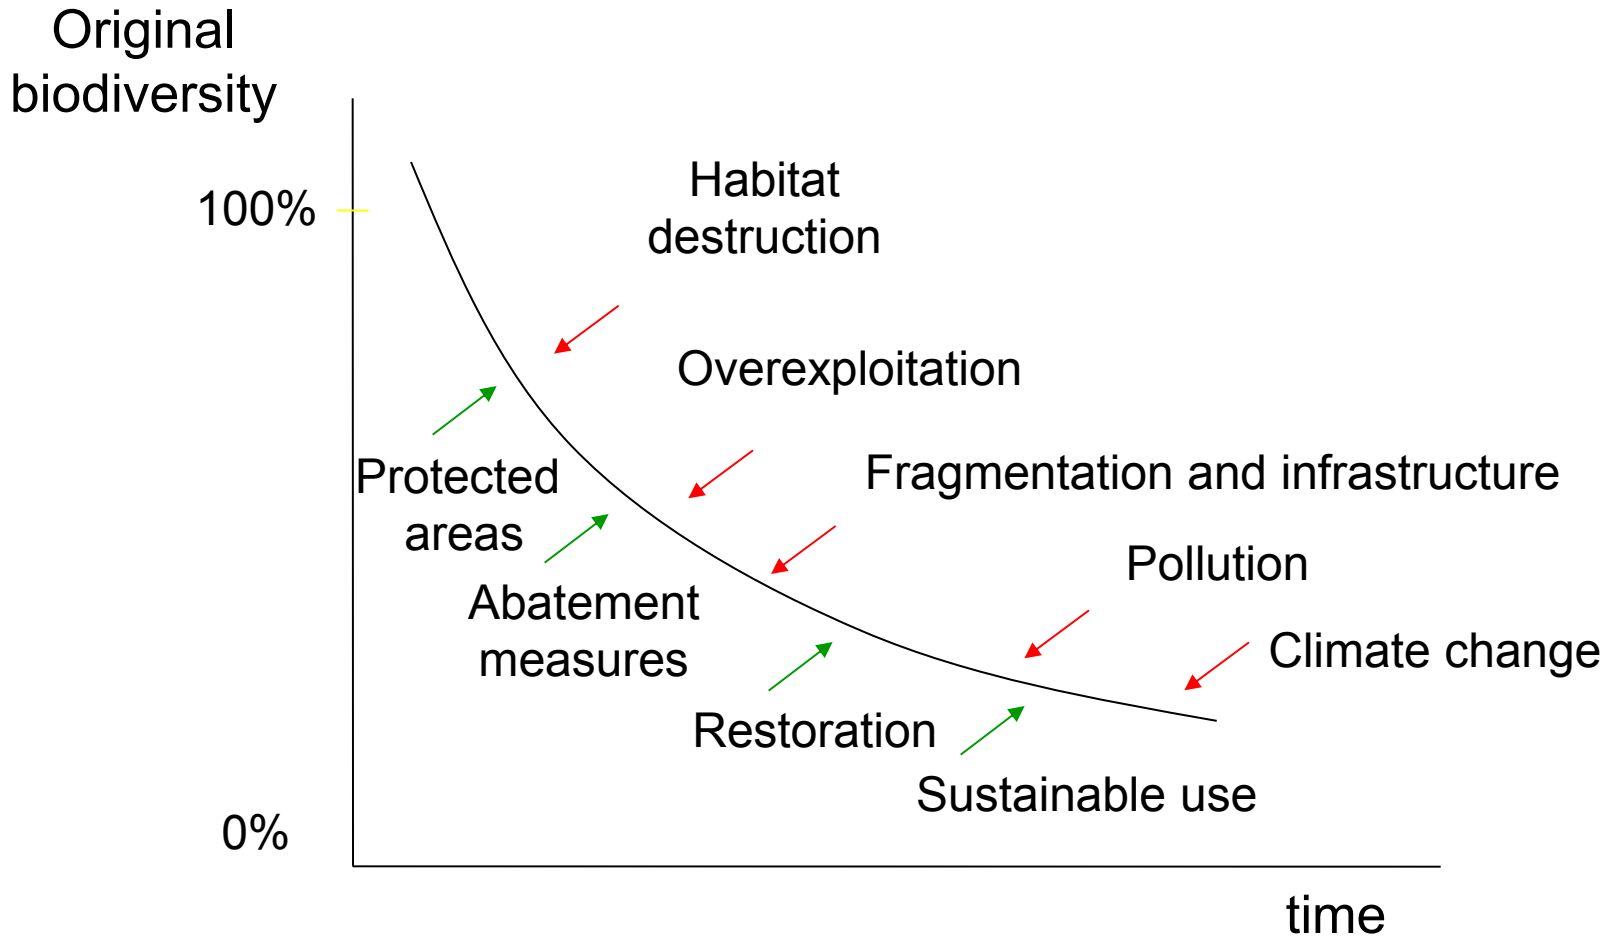 Original
biodiversity
100%
Habitat
destruction
Overexploitation
Protected
areas
Fragmentation and infrastructure
Abatement
measures
Pollution
Climate change
Restoration
Sustainable use
0%
time